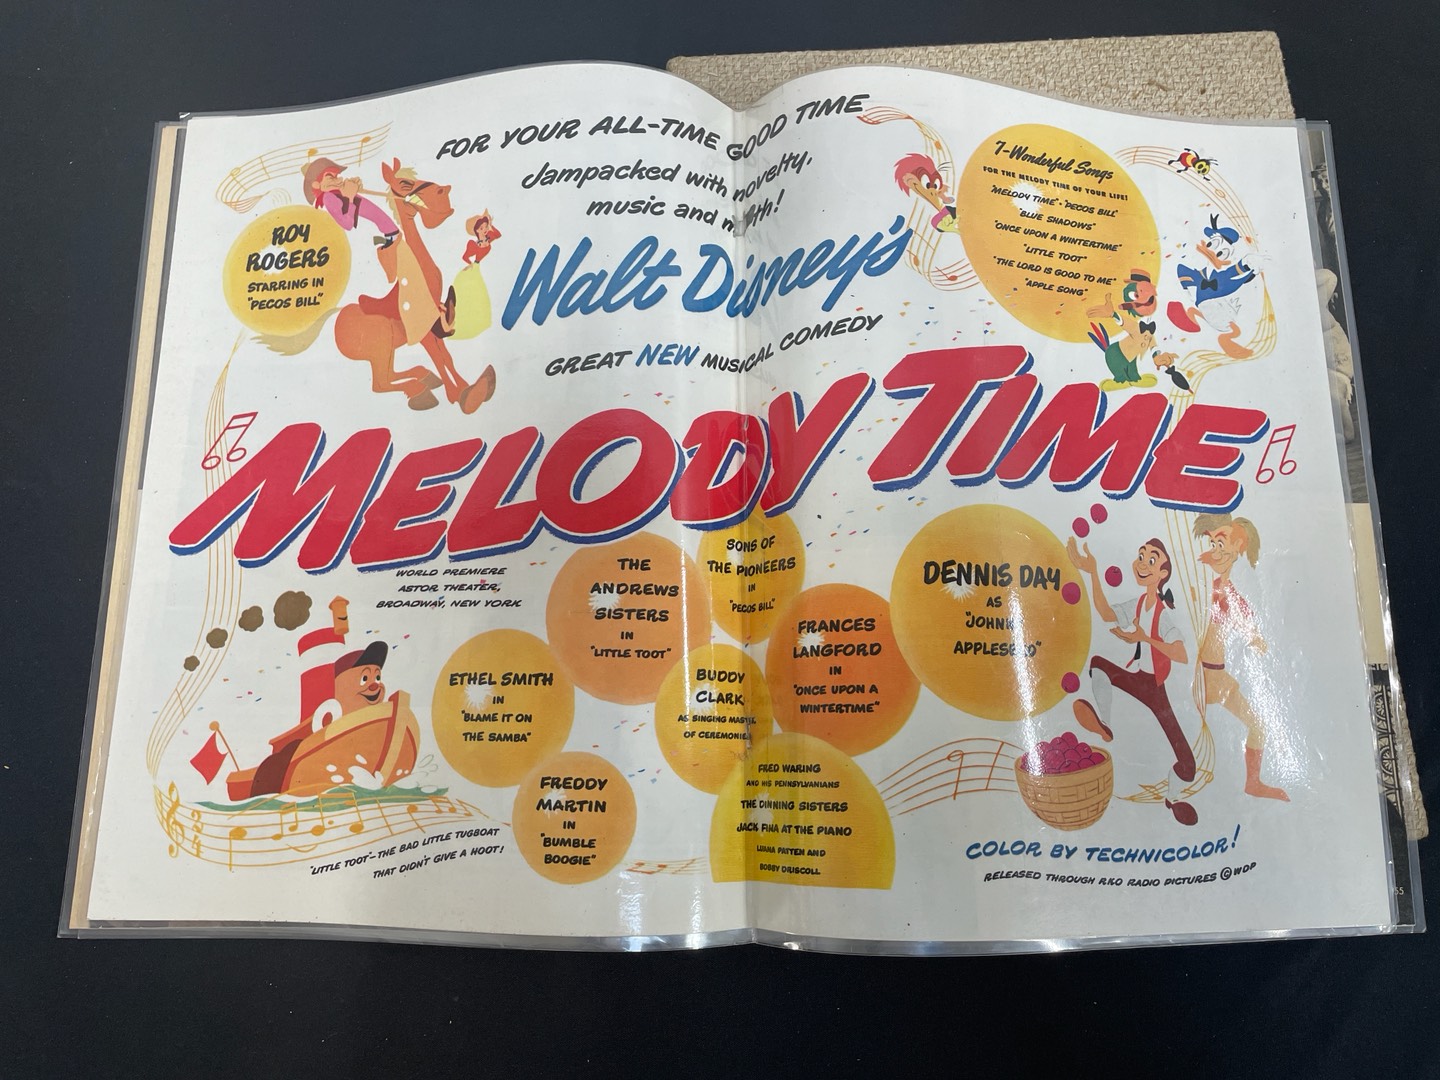 FOR YOUR ALL-TIME GOOD TIME
Jampacked with novelty,
music and
Walt Disney's
GREAT NEW MUSICAL COMEDY
MELODY TIME
ROY
ROGERS
STARRING IN
"PECOS BILL"
7-Wonderful Songs
FOR THE MELODY TIME OF YOUR LIFE!
"MELODY TIME" · "PECOS BILL"
"BLUE SHADOWS"
"ONCE UPON A WINTERTIME"
"LITTLE TOOT"
"THE LORD IS GOOD TO ME"
"APPLE SONG"
WORLD PREMIERE
ASTOR THEATER,
BROADWAY, NEW YORK
THE
ANDREWS
SISTERS
IN
"LITTLE TOOT"
SONS OF
THE PIONEERS
IN
"PECOS BILL"
ETHEL SMITH
IN
"BLAME IT ON
THE SAMBA"
BUDDY
CLARK
AS SINGING
OF
FRANCES
LANGFORD
IN
"ONCE UPON A
WINTERTIME"
DENNIS DAY
AS
FREDDY
MARTIN
IN
"BUMBLE
BOOGIE"
FRED WARING
AND HIS PENNSYLVANIANS
THE DINNING SISTERS
JACK FINA AT THE PIANO
LUANA PATTEN AND
BOBBY DRISCOLL
"LITTLE TOOT"-THE BAD LITTLE TUGBOAT
THAT DIDN'T GIVE A HOOT!
COLOR BY TECHNICOLOR!
RELEASED THROUGH RKO RADIO PICTURES ©WDP